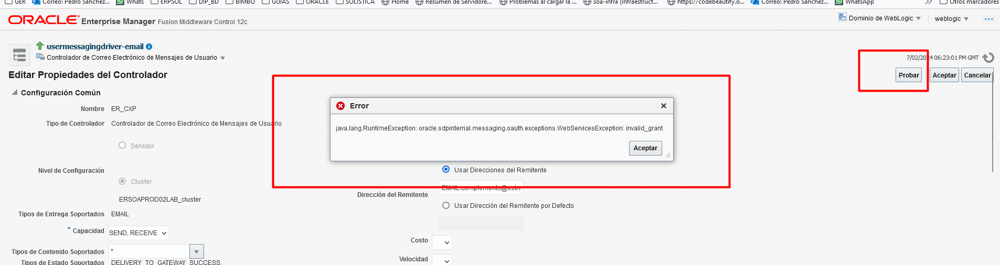 GER Correo: Pedro Sánchez... Whats ERPSOL DIP_BD BIMBO GUIAS ORACLE SOLISTICA Home Resumen de Servidore... Problemas al cargar la ... soa-infra (Infraestruct... https://codebeautify.o... Correo: Pedro Sánchez... WhatsApp Otros marcadores
ORACLE Enterprise Manager Fusion Middleware Control 12c Dominio de WebLogic weblogic
usermessagingdriver-email
Controlador de Correo Electrónico de Mensajes de Usuario 7/02/2024 06:23:01 PM GMT
Editar Propiedades del Controlador Probar Aceptar Cancelar
Configuración Común
Nombre ER_CXP
Tipo de Controlador Controlador de Correo Electrónico de Mensajes de Usuario
Servidor
Nivel de Configuración
Cluster
ERSOAPROD02LAB_cluster
Tipos de Entrega Soportados EMAIL
* Capacidad SEND, RECEIVE
Tipos de Contenido Soportados *
Tipos de Estado Soportados DELIVERY_TO_GATEWAY_SUCCESS,
Error
java.lang.RuntimeException: oracle.sdpinternal.messaging.oauth.exceptions.WebServicesException: invalid_grant
Aceptar
Usar Direcciones del Remitente
Dirección del Remitente EMAIL:complemento@estre
Usar Dirección del Remitente por Defecto
Costo
Velocidad